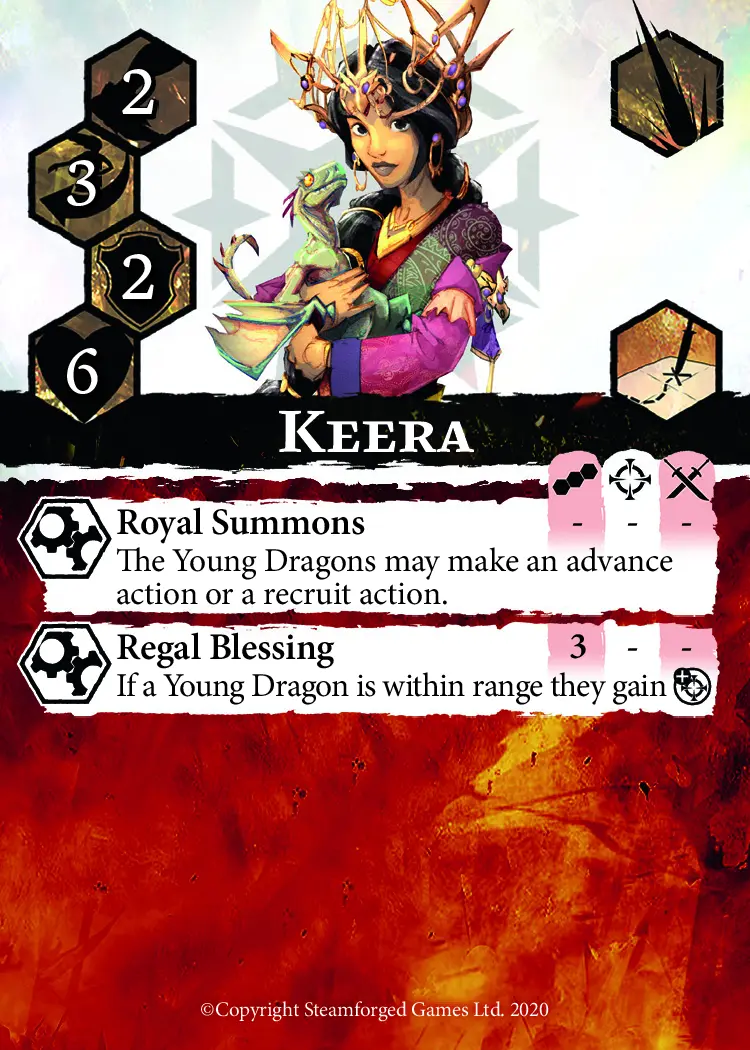 2
3
2
6
Keera
Royal Summons - - -
The Young Dragons may make an advance
action or a recruit action.
Regal Blessing 3 - -
If a Young Dragon is within range they gain
©Copyright Steamforged Games Ltd. 2020